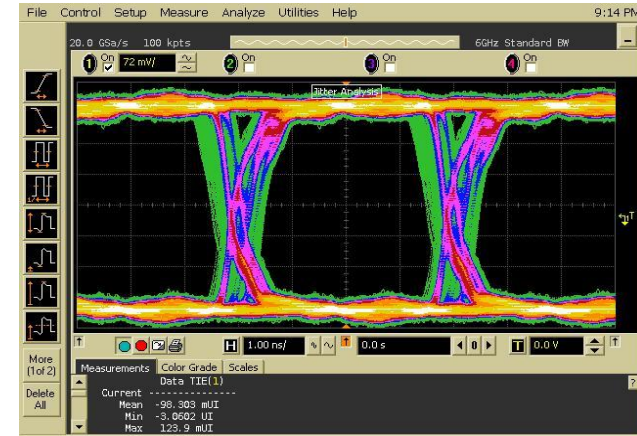 File Control Setup Measure Analyze Utilities Help 9:14 PM
20.0 GSa/s 100 kpts 6GHz Standard BW
1 On 72 mV/ 2 On 3 On 4 On
Jitter Analysis
T
H 1.00 ns/ 0.0 s 0 T 0.0 V
More
(1 of 2)
Delete
All
Measurements Color Grade Scales
?
Data TIE(1)
Current ---------------
Mean -98.303 mUI
Min -3.0602 UI
Max 123.9 mUI